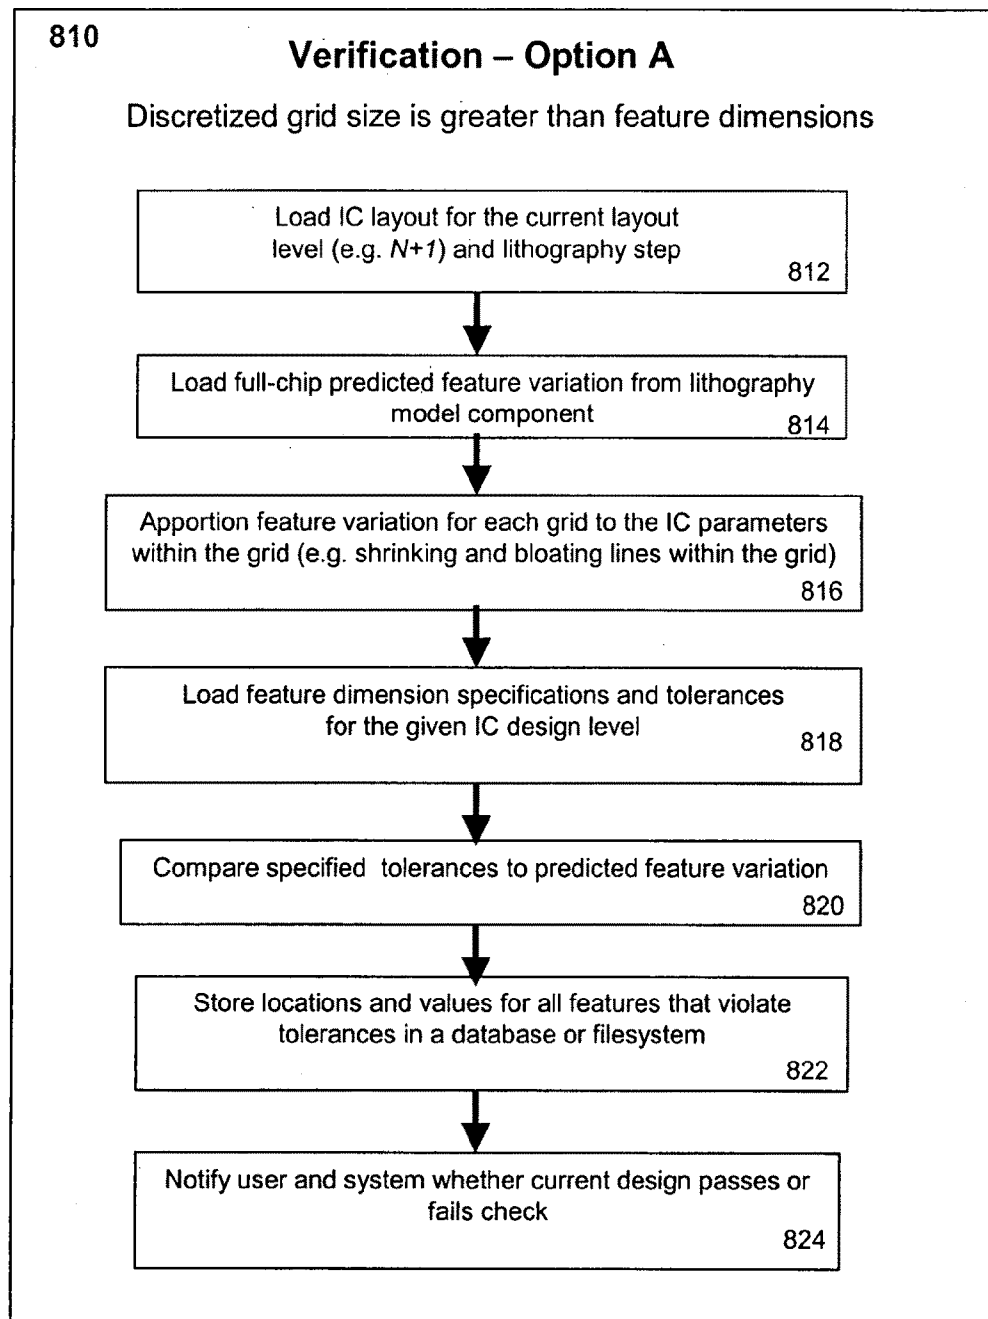 810
Verification – Option A
Discretized grid size is greater than feature dimensions
Load IC layout for the current layout
level (e.g. N+1) and lithography step
812
Load full-chip predicted feature variation from lithography
model component
814
Apportion feature variation for each grid to the IC parameters
within the grid (e.g. shrinking and bloating lines within the grid)
816
Load feature dimension specifications and tolerances
for the given IC design level
818
Compare specified tolerances to predicted feature variation
820
Store locations and values for all features that violate
tolerances in a database or filesystem
822
Notify user and system whether current design passes or
fails check
824